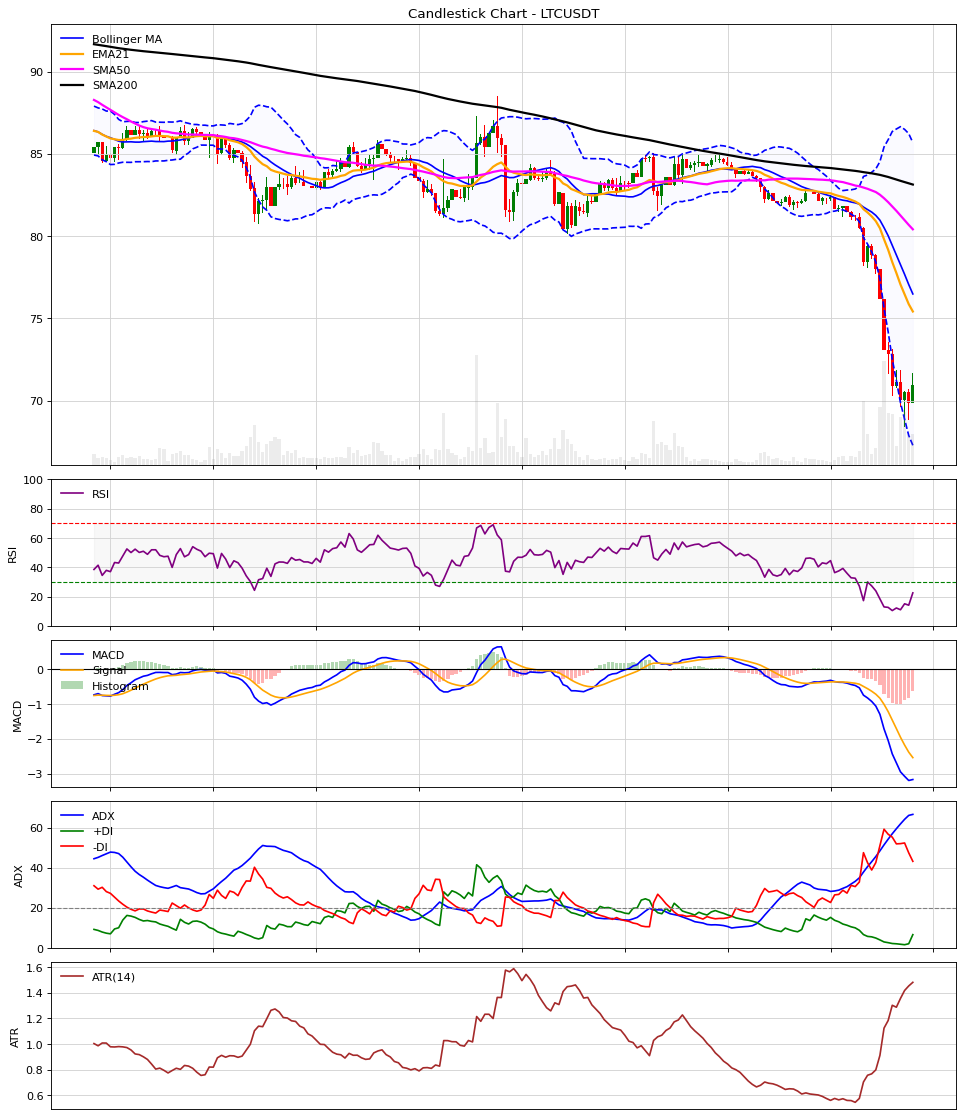 Candlestick Chart - LTCUSDT
Bollinger MA
EMA21
SMA50
SMA200
90
85
80
75
70
RSI
100
80
60
40
20
0
RSI
MACD
Signal
Histogram
0
−1
−2
−3
MACD
ADX
+DI
-DI
60
40
20
0
ADX
ATR(14)
1.6
1.4
1.2
1.0
0.8
0.6
ATR